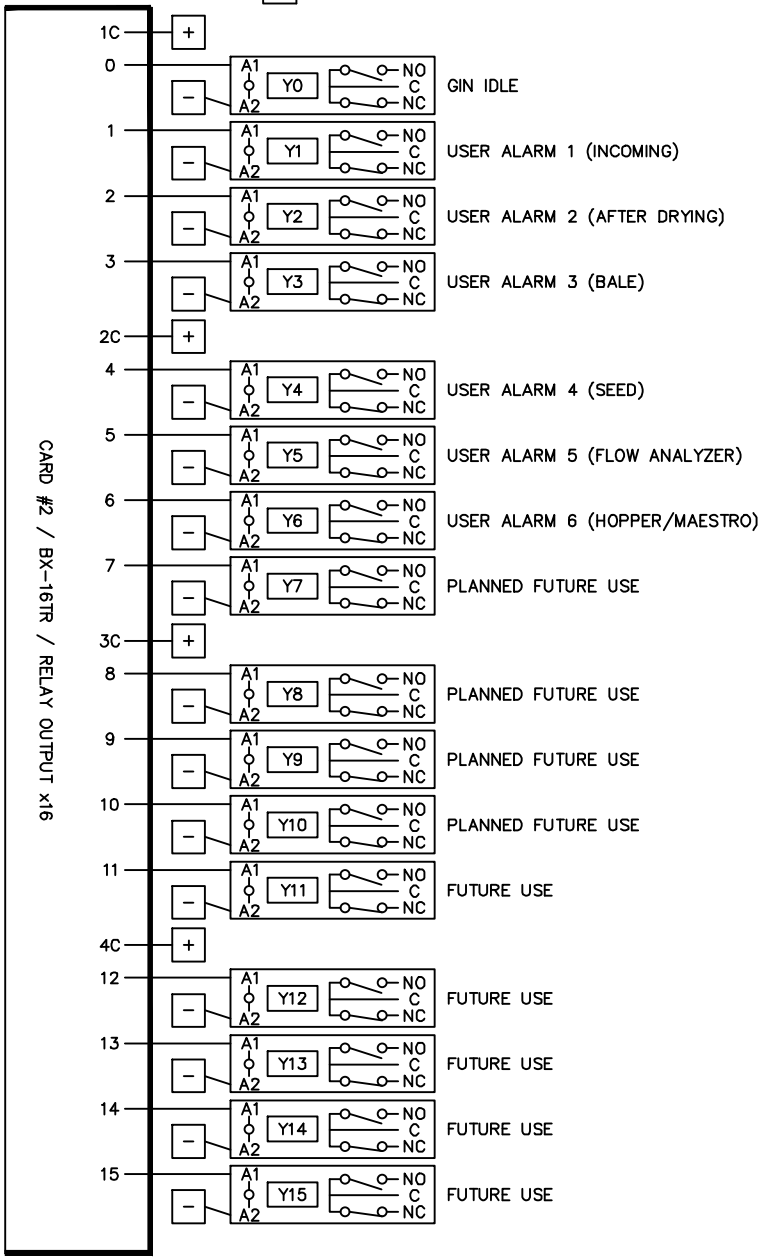 1C +
0 A1 Y0 NO
C GIN IDLE
- A2 NC
1 A1 Y1 NO
C USER ALARM 1 (INCOMING)
- A2 NC
2 A1 Y2 NO
C USER ALARM 2 (AFTER DRYING)
- A2 NC
3 A1 Y3 NO
C USER ALARM 3 (BALE)
- A2 NC
2C +
4 A1 Y4 NO
C USER ALARM 4 (SEED)
- A2 NC
5 A1 Y5 NO
C USER ALARM 5 (FLOW ANALYZER)
- A2 NC
6 A1 Y6 NO
C USER ALARM 6 (HOPPER/MAESTRO)
- A2 NC
7 A1 Y7 NO
C PLANNED FUTURE USE
- A2 NC
3C +
8 A1 Y8 NO
C PLANNED FUTURE USE
- A2 NC
9 A1 Y9 NO
C PLANNED FUTURE USE
- A2 NC
10 A1 Y10 NO
C PLANNED FUTURE USE
- A2 NC
11 A1 Y11 NO
C FUTURE USE
- A2 NC
4C +
12 A1 Y12 NO
C FUTURE USE
- A2 NC
13 A1 Y13 NO
C FUTURE USE
- A2 NC
14 A1 Y14 NO
C FUTURE USE
- A2 NC
15 A1 Y15 NO
C FUTURE USE
- A2 NC
CARD #2 / BX-16TR / RELAY OUTPUT x16